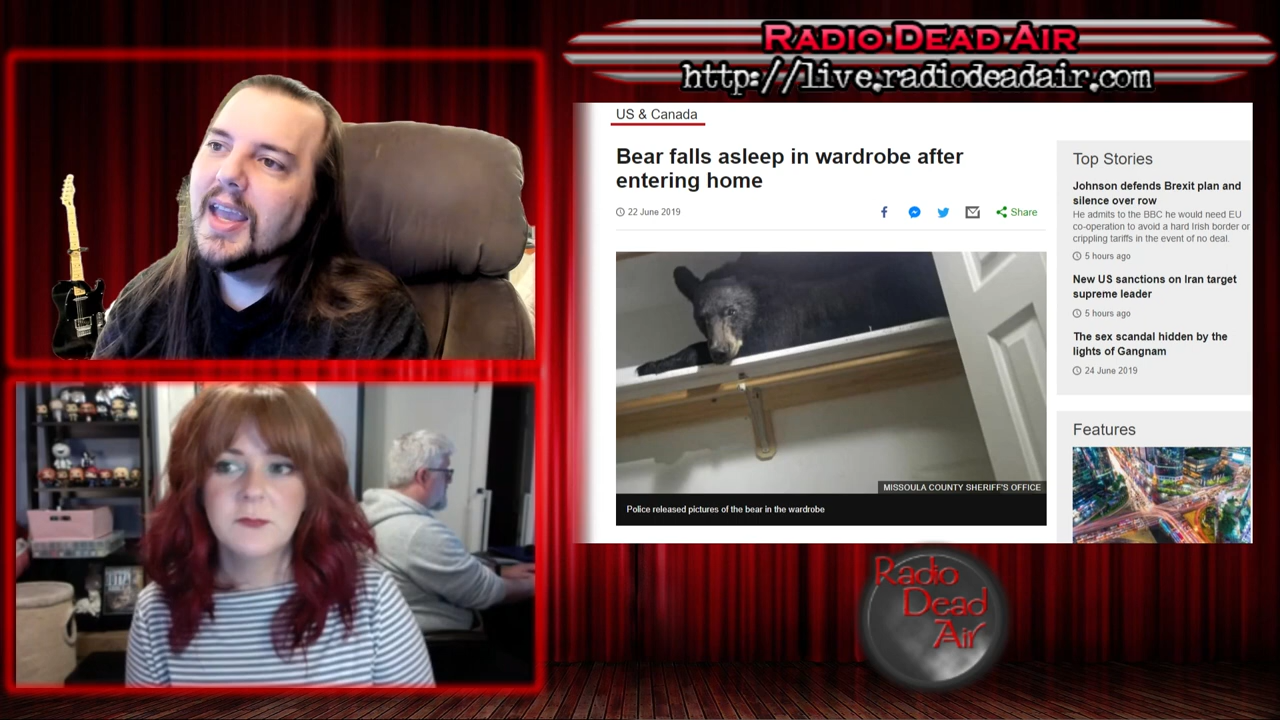 Radio Dead Air
http://live.radiodeadair.com
US & Canada
Bear falls asleep in wardrobe after
entering home
22 June 2019
Share
MISSOULA COUNTY SHERIFF'S OFFICE
Police released pictures of the bear in the wardrobe
Top Stories
Johnson defends Brexit plan and
silence over row
He admits to the BBC he would need EU
co-operation to avoid a hard Irish border or
crippling tariffs in the event of no deal.
5 hours ago
New US sanctions on Iran target
supreme leader
5 hours ago
The sex scandal hidden by the
lights of Gangnam
24 June 2019
Features
Radio
Dead
Air